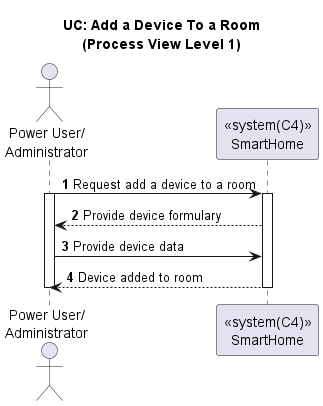 UC: Add a Device To a Room
(Process View Level 1)
Power User/
Administrator
«system(C4)»
SmartHome
1 Request add a device to a room
2 Provide device formulary
3 Provide device data
4 Device added to room
Power User/
Administrator
«system(C4)»
SmartHome